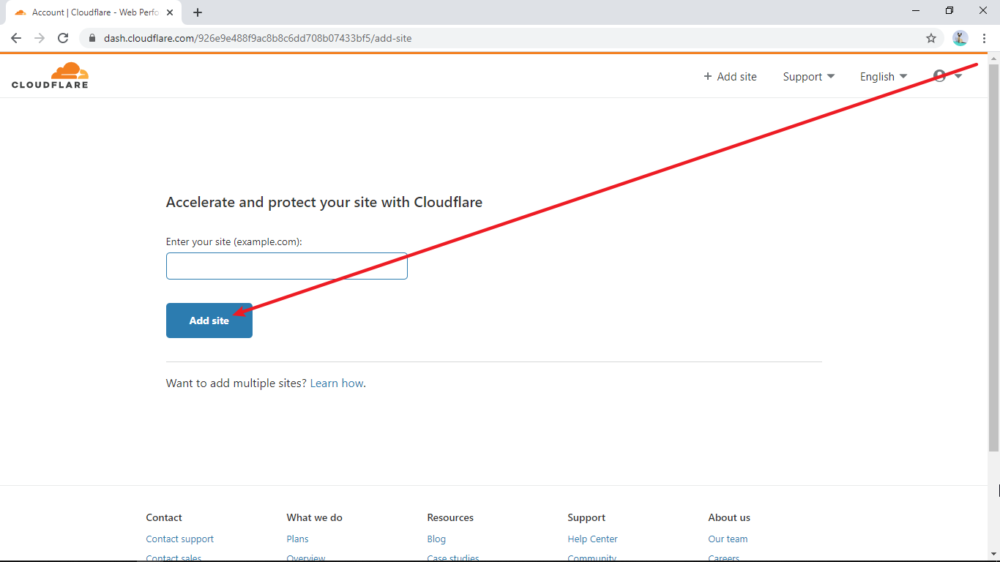 Account | Cloudflare - Web Perfo
dash.cloudflare.com/926e9e488f9ac8b8c6dd708b07433bf5/add-site
CLOUDFLARE
+ Add site
Support
English
Accelerate and protect your site with Cloudflare
Enter your site (example.com):
Add site
Want to add multiple sites? Learn how.
Contact
What we do
Resources
Support
About us
Contact support
Plans
Blog
Help Center
Our team
Contact sales
Overview
Case studies
Community
Careers